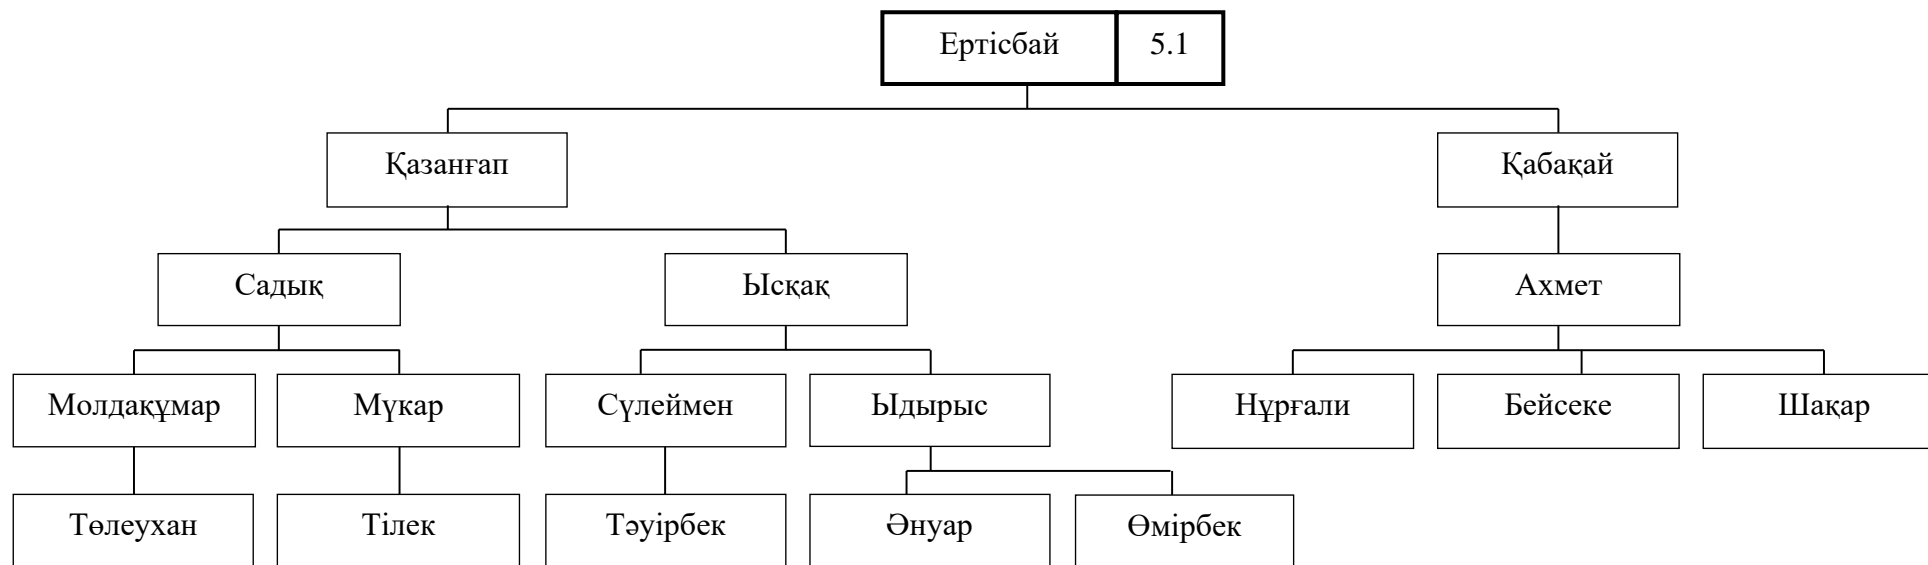 Ертісбай 5.1
Қазанғап Қабақай
Садық Ысқақ Ахмет
Молдақұмар Мүкар Сүлеймен Ыдырыс Нұрғали Бейсеке Шақар
Төлеухан Тілек Тәуірбек Әнуар Өмірбек